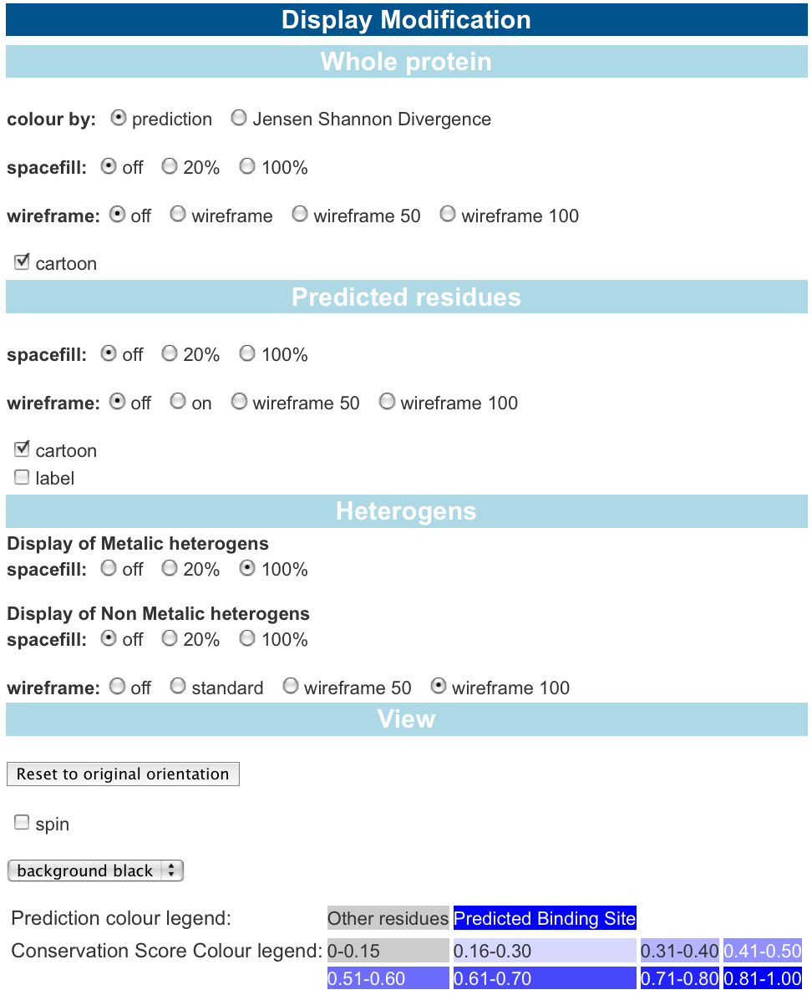 Display Modification
Whole protein
colour by: prediction Jensen Shannon Divergence
spacefill: off 20% 100%
wireframe: off wireframe wireframe 50 wireframe 100
cartoon
Predicted residues
spacefill: off 20% 100%
wireframe: off on wireframe 50 wireframe 100
cartoon
label
Heterogens
Display of Metalic heterogens
spacefill: off 20% 100%
Display of Non Metalic heterogens
spacefill: off 20% 100%
wireframe: off standard wireframe 50 wireframe 100
View
Reset to original orientation
spin
background black
Prediction colour legend: Other residues Predicted Binding Site
Conservation Score Colour legend: 0-0.15 0.16-0.30 0.31-0.40 0.41-0.50
0.51-0.60 0.61-0.70 0.71-0.80 0.81-1.00